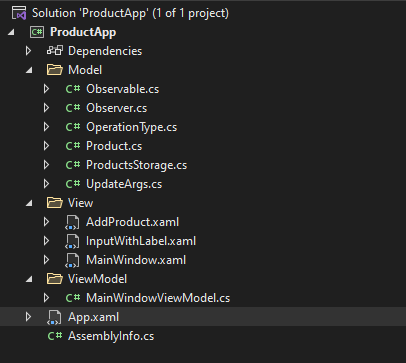 Solution 'ProductApp' (1 of 1 project)
ProductApp
Dependencies
Model
C# Observable.cs
C# Observer.cs
C# OperationType.cs
C# Product.cs
C# ProductsStorage.cs
C# UpdateArgs.cs
View
AddProduct.xaml
InputWithLabel.xaml
MainWindow.xaml
ViewModel
C# MainWindowViewModel.cs
App.xaml
C# AssemblyInfo.cs